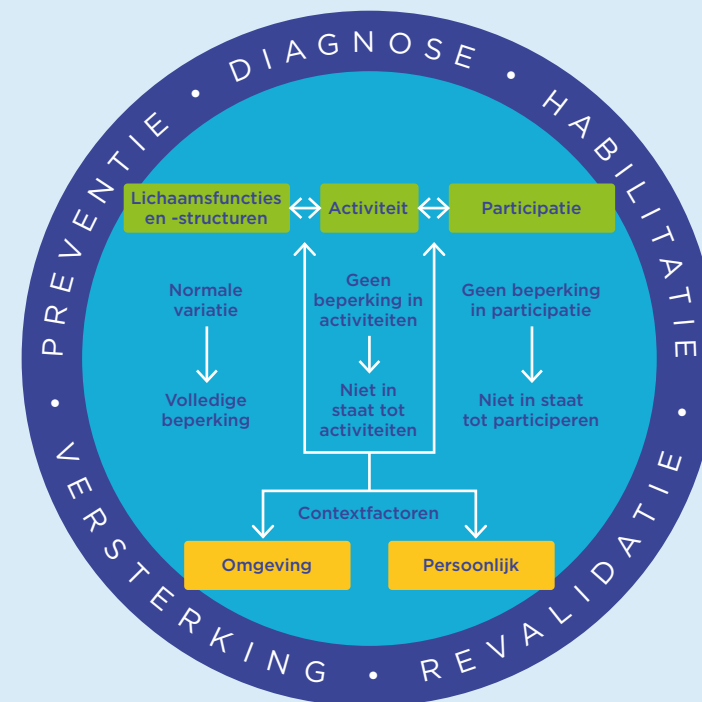 PREVENTIE • DIAGNOSE • HABILITATIE • REVALIDATIE • VERSTERKING •
Lichaamsfuncties
en -structuren
Activiteit
Participatie
Normale
variatie
Volledige
beperking
Geen
beperking in
activiteiten
Niet in
staat tot
activiteiten
Geen beperking
in participatie
Niet in staat
tot participeren
Contextfactoren
Omgeving
Persoonlijk